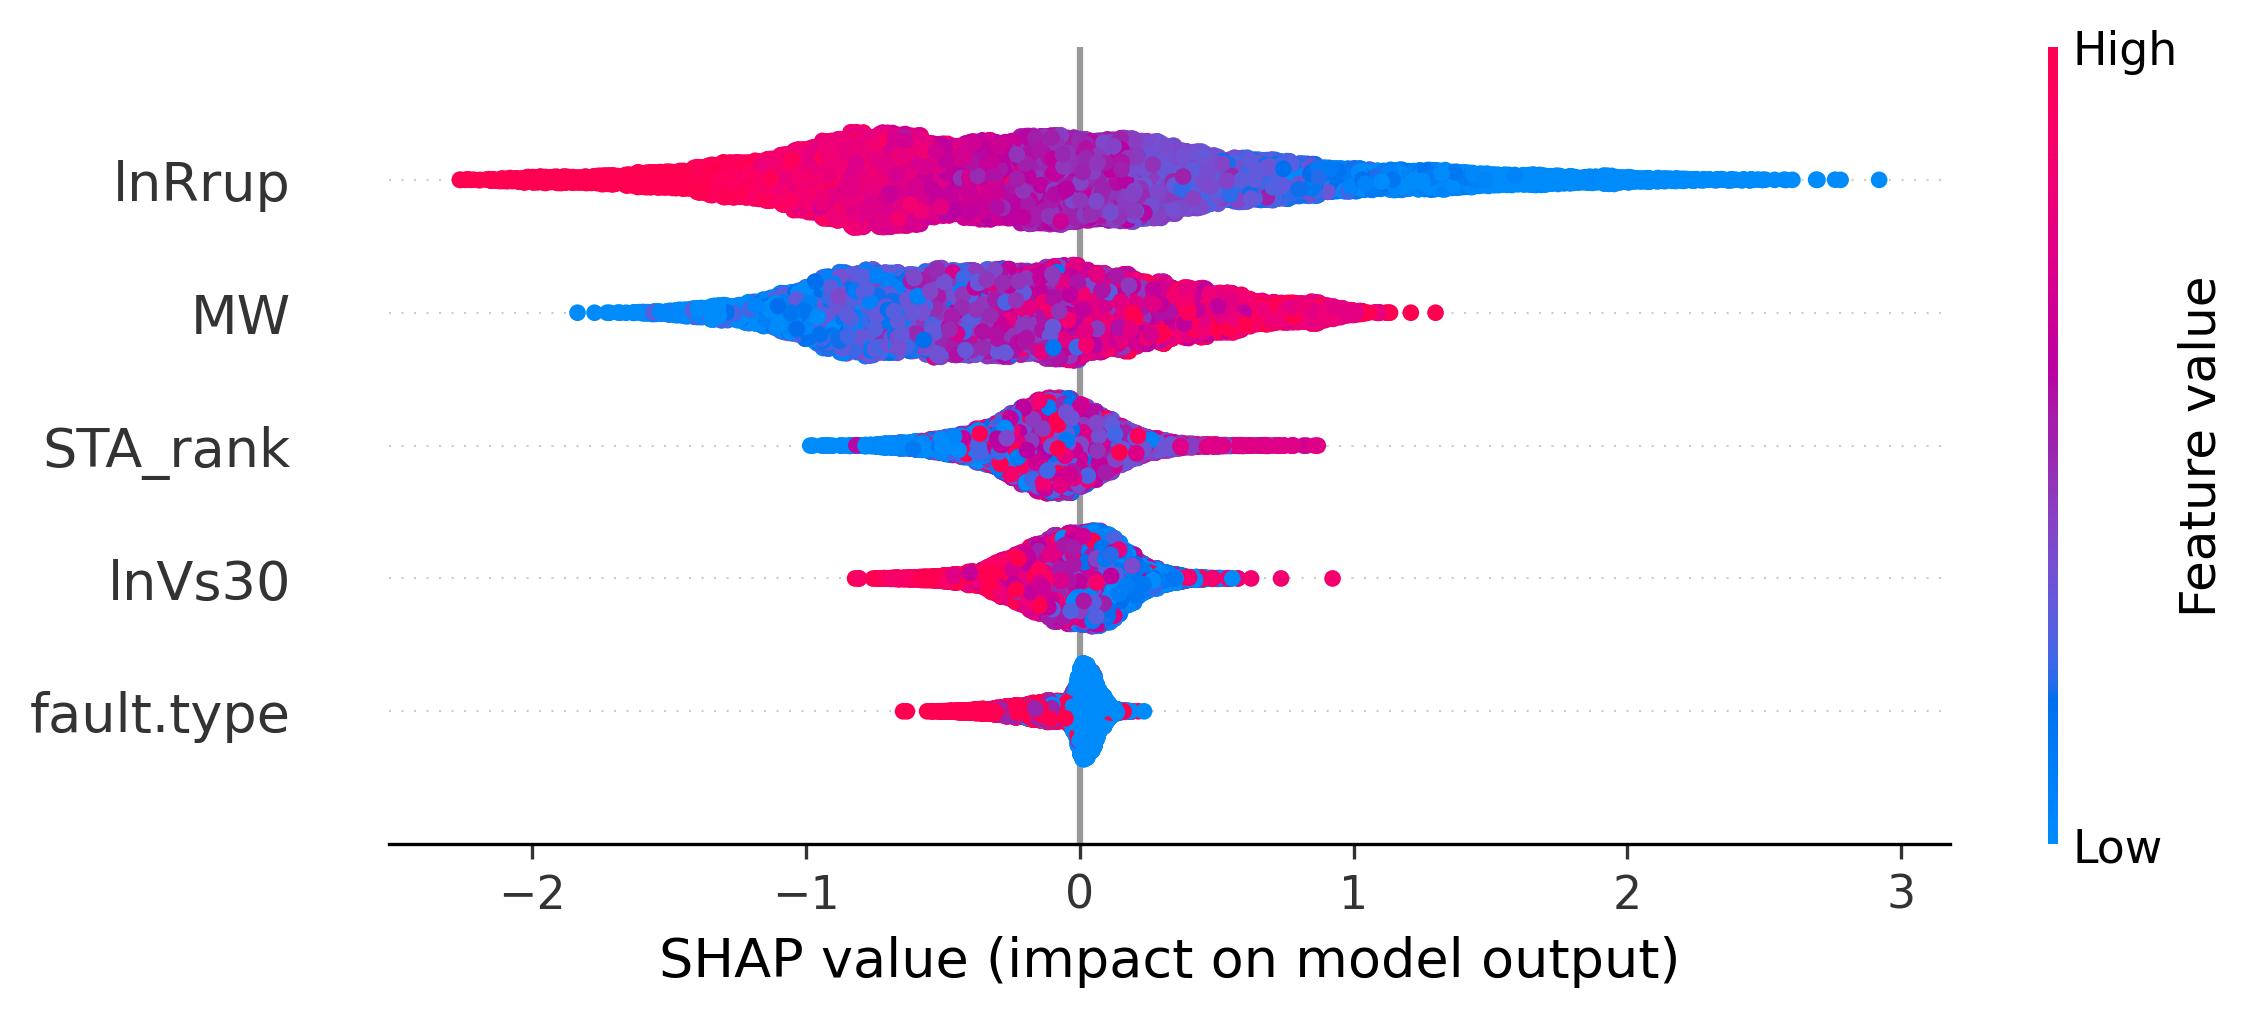 High
lnRrup
MW
STA_rank
lnVs30
fault.type
Feature value
Low
−2 −1 0 1 2 3
SHAP value (impact on model output)